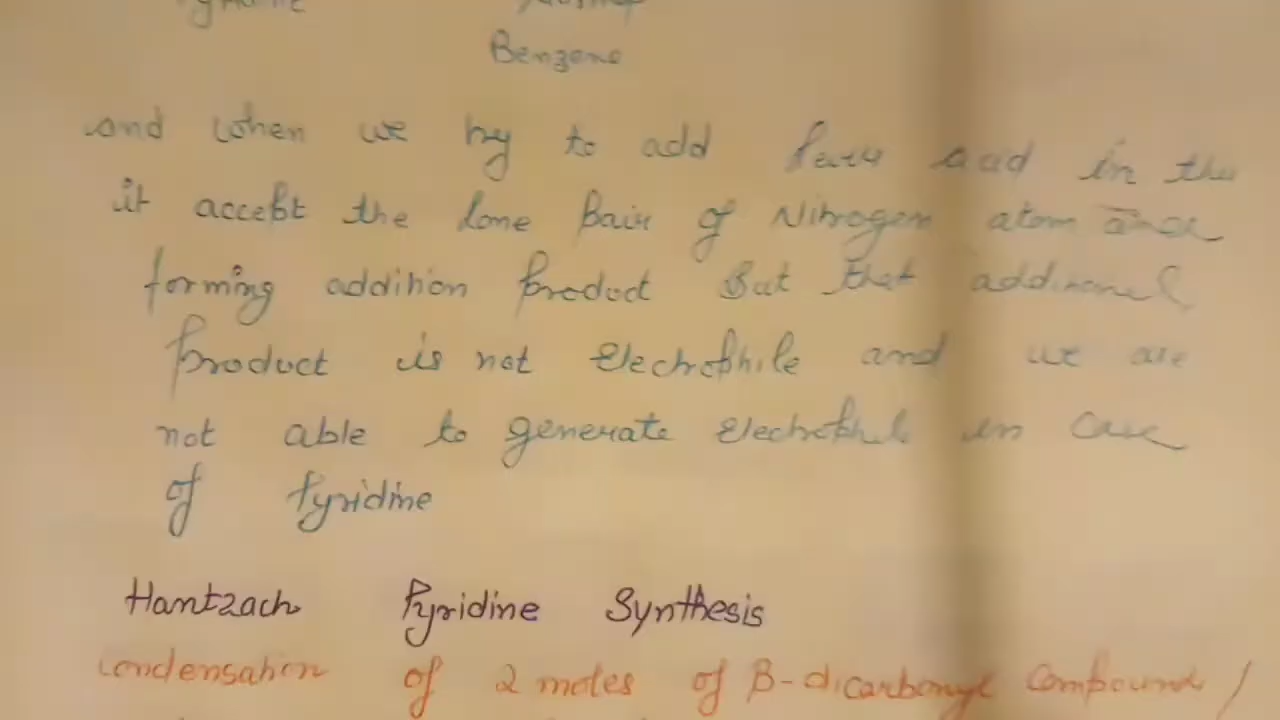 Benzene
and when we try to add Lewis acid in the
it accept the lone pair of Nitrogen atom and
forming addition product But that additional
product is not Electrophile and we are
not able to generate Electrophile in case
of Pyridine
Hantzach Pyridine Synthesis
Condensation of 2 moles of β-dicarbonyl compound /